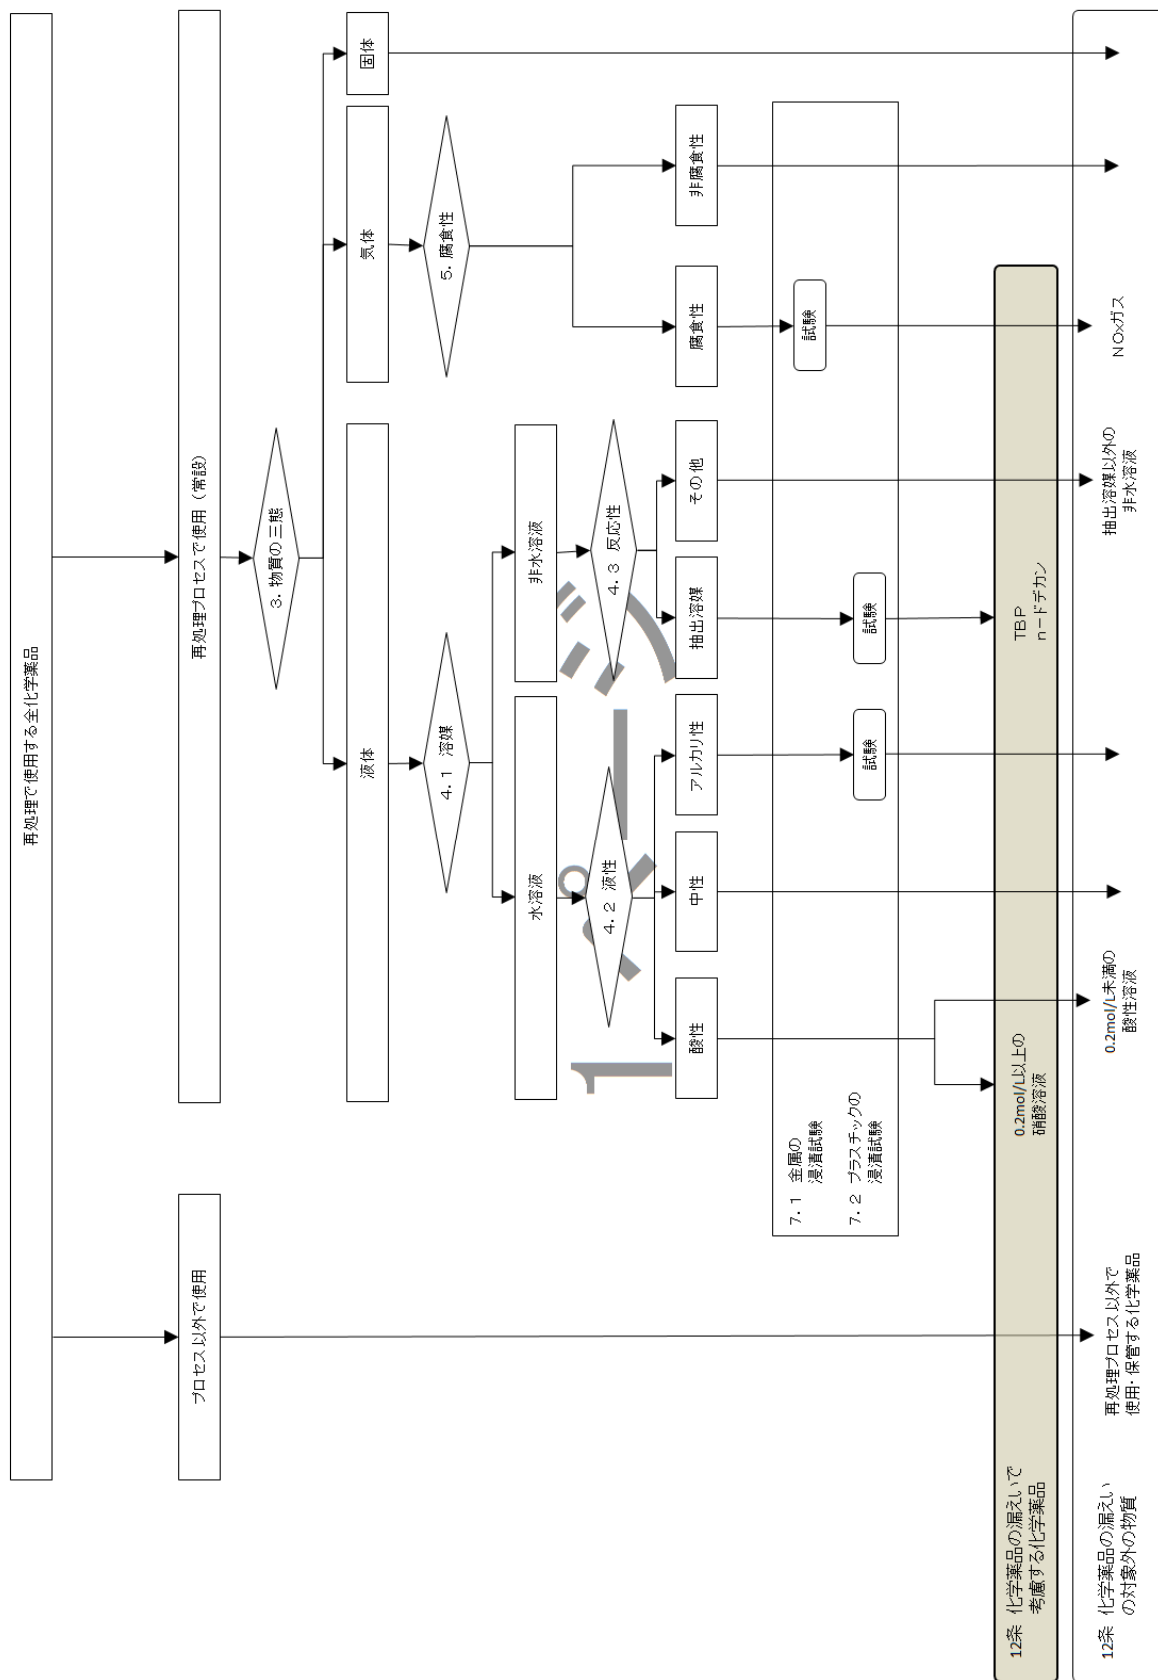 再処理で使用する全化学薬品
プロセス以外で使用
再処理プロセスで使用（常設）
3．物質の三態
液体
気体
固体
4．1 溶媒
5．腐食性
水溶液
非水溶液
4．2 液性
4．3 反応性
酸性
中性
アルカリ性
抽出溶媒
その他
腐食性
非腐食性
7．1 金属の
浸漬試験
試験
7．2 プラスチックの
浸漬試験
試験
試験
12条 化学薬品の漏えいで
考慮する化学薬品
0.2mol/L以上の
硝酸溶液
TBP
n－ドデカン
12条 化学薬品の漏えい
の対象外の物質
再処理プロセス以外で
使用・保管する化学薬品
0.2mol/L未満の
酸性溶液
抽出溶媒以外の
非水溶液
NOxガス
1 ページ